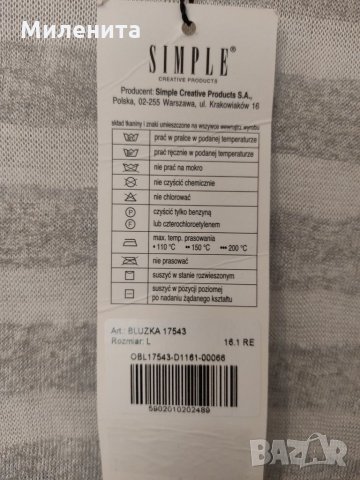 Миленита
SIMPLE®
CREATIVE PRODUCTS
Producent: Simple Creative Products S.A.,
Polska, 02-255 Warszawa, ul. Krakowiaków 16
skład tkaniny i znaki umieszczone na wszywce wewnątrz wyrobu
prać w pralce w podanej temperaturze
prać ręcznie w podanej temperaturze
nie prać na mokro
nie czyścić chemicznie
nie chlorować
P czyścić tylko benzyną
F lub czterochloroetylenem
max. temp. prasowania
• 110 °C •• 150 °C ••• 200 °C
nie prasować
suszyć w stanie rozwieszonym
suszyć w pozycji poziomej
po nadaniu żądanego kształtu
Art.: BLUZKA 17543
Rozmiar: L 16.1 RE
OBL17543-D1161-00066
5902010202489
BAZAR
bg